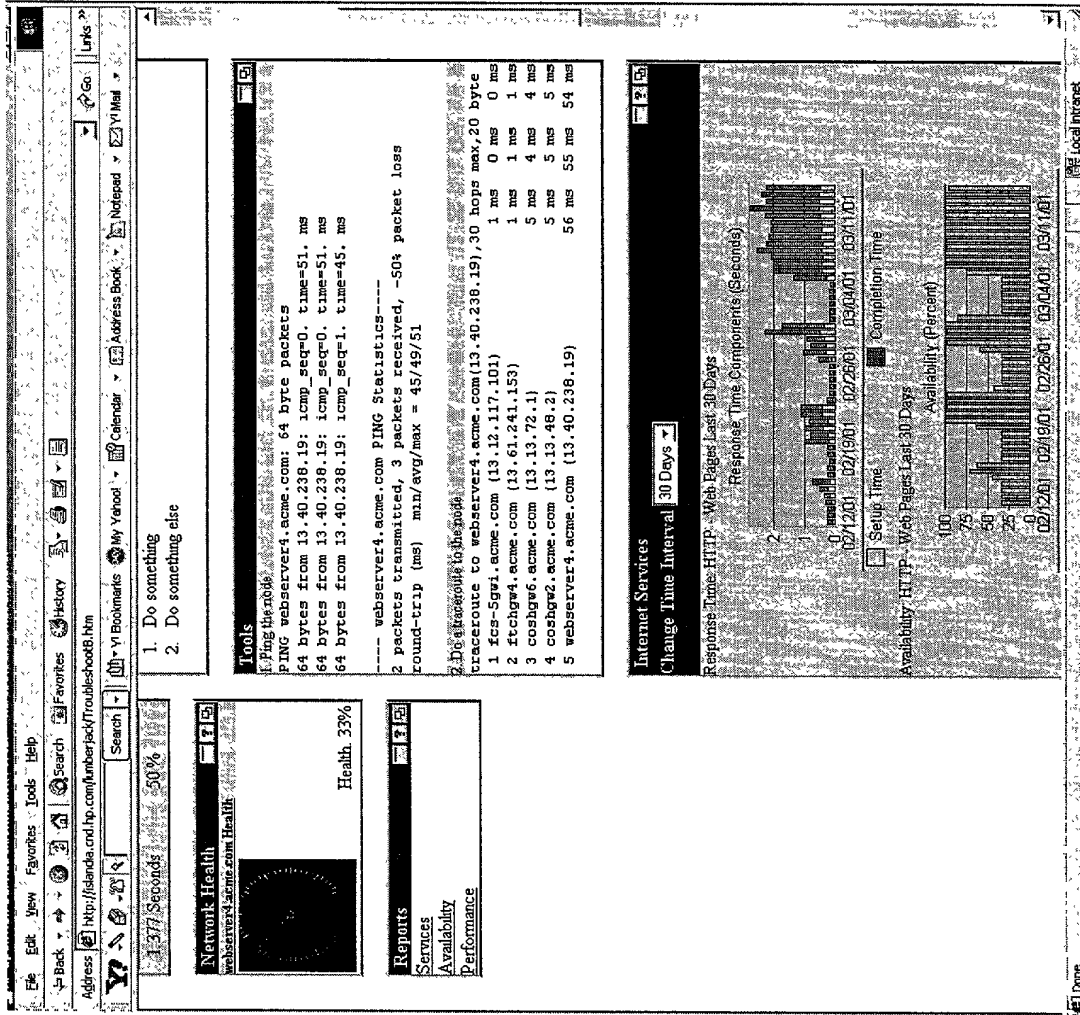 File Edit View Favorites Tools Help
Back Search Favorites History
Address http://islandia.cnd.hp.com/lumberjack/Troubleshoot8.htm Go Links »
Y? Search Y! Bookmarks My Yahoo! Calendar Address Book Notepad Y! Mail
1 377 Seconds -50%
1. Do something
2. Do something else
Network Health
webserver4.acme.com Health
Health 33%
Reports
Services
Availability
Performance
Tools
1. Ping the node
PING webserver4.acme.com: 64 byte packets
64 bytes from 13.40.238.19: icmp_seq=0. time=51. ms
64 bytes from 13.40.238.19: icmp_seq=0. time=51. ms
64 bytes from 13.40.238.19: icmp_seq=1. time=45. ms
---- webserver4.acme.com PING Statistics----
2 packets transmitted, 3 packets received, -50% packet loss
round-trip (ms) min/avg/max = 45/49/51
2. Do a traceroute to the node
traceroute to webserver4.acme.com(13.40.238.19),30 hops max,20 byte
1 fcs-5gw1.acme.com (13.12.117.101) 1 ms 0 ms 0 ms
2 ftchgw4.acme.com (13.61.241.153) 1 ms 1 ms 1 ms
3 coshgw6.acme.com (13.13.72.1) 5 ms 4 ms 4 ms
4 coshgw2.acme.com (13.13.48.2) 5 ms 5 ms 5 ms
5 webserver4.acme.com (13.40.238.19) 56 ms 55 ms 54 ms
Internet Services
Change Time Interval 30 Days
Response Time: HTTP - Web Pages Last 30 Days
Response Time Components (Seconds)
2
1
0
02/12/01 02/19/01 02/26/01 03/04/01 03/11/01
Setup Time Completion Time
Availability HTTP - Web Pages Last 30 Days
Availability (Percent)
100
75
50
25
0
02/12/01 02/19/01 02/26/01 03/04/01 03/11/01
Done Local intranet